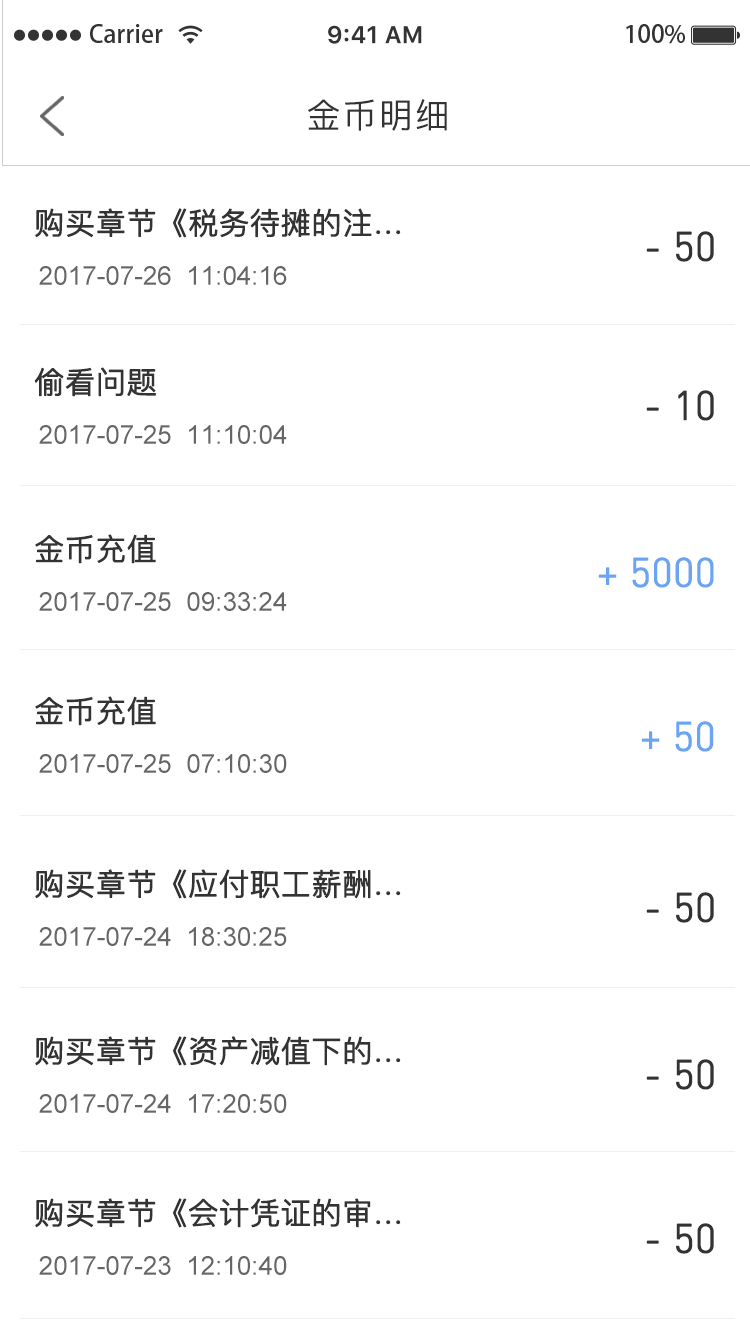 ●●●●● Carrier 9:41 AM 100%
金币明细
购买章节《税务待摊的注...
- 50
2017-07-26 11:04:16
偷看问题
- 10
2017-07-25 11:10:04
金币充值
+ 5000
2017-07-25 09:33:24
金币充值
+ 50
2017-07-25 07:10:30
购买章节《应付职工薪酬...
- 50
2017-07-24 18:30:25
购买章节《资产减值下的...
- 50
2017-07-24 17:20:50
购买章节《会计凭证的审...
- 50
2017-07-23 12:10:40